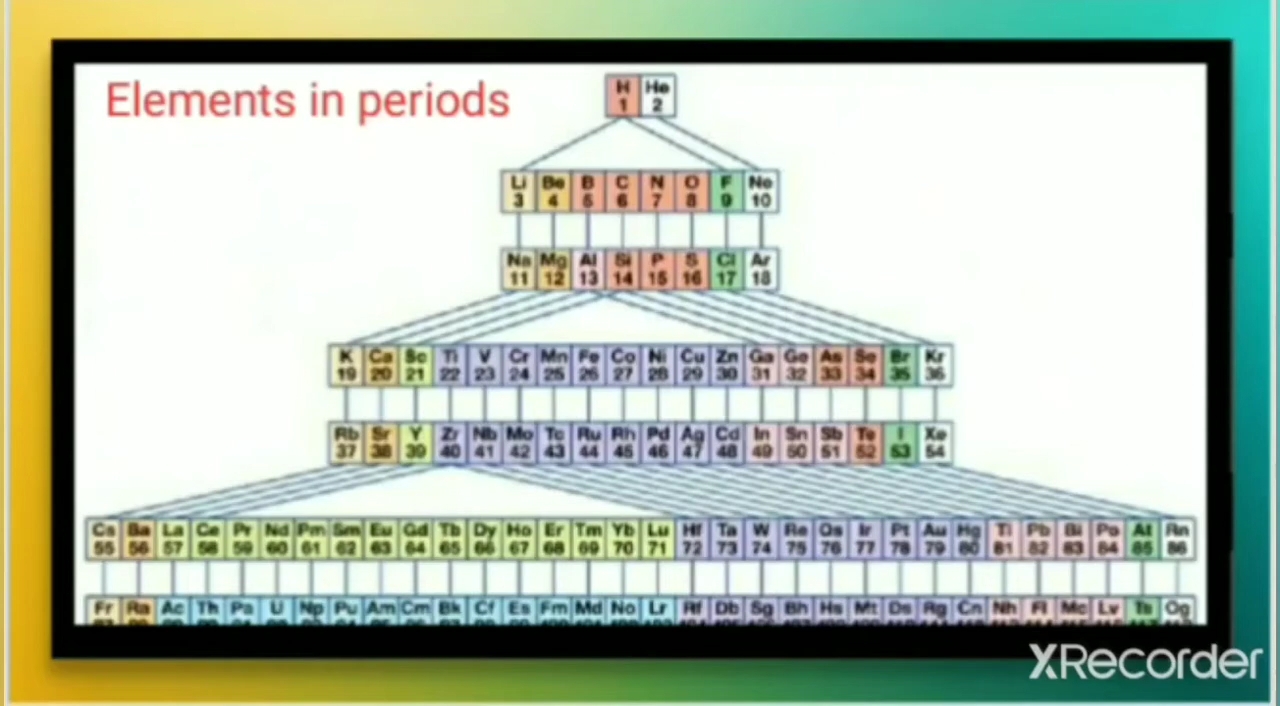 Elements in periods
H He
1 2
Li Be B C N O F Ne
3 4 5 6 7 8 9 10
Na Mg Al Si P S Cl Ar
11 12 13 14 15 16 17 18
K Ca Sc Ti V Cr Mn Fe Co Ni Cu Zn Ga Ge As Se Br Kr
19 20 21 22 23 24 25 26 27 28 29 30 31 32 33 34 35 36
Rb Sr Y Zr Nb Mo Tc Ru Rh Pd Ag Cd In Sn Sb Te I Xe
37 38 39 40 41 42 43 44 45 46 47 48 49 50 51 52 53 54
Cs Ba La Ce Pr Nd Pm Sm Eu Gd Tb Dy Ho Er Tm Yb Lu Hf Ta W Re Os Ir Pt Au Hg Tl Pb Bi Po At Rn
55 56 57 58 59 60 61 62 63 64 65 66 67 68 69 70 71 72 73 74 75 76 77 78 79 80 81 82 83 84 85 86
Fr Ra Ac Th Pa U Np Pu Am Cm Bk Cf Es Fm Md No Lr Rf Db Sg Bh Hs Mt Ds Rg Cn Nh Fl Mc Lv Ts Og
XRecorder